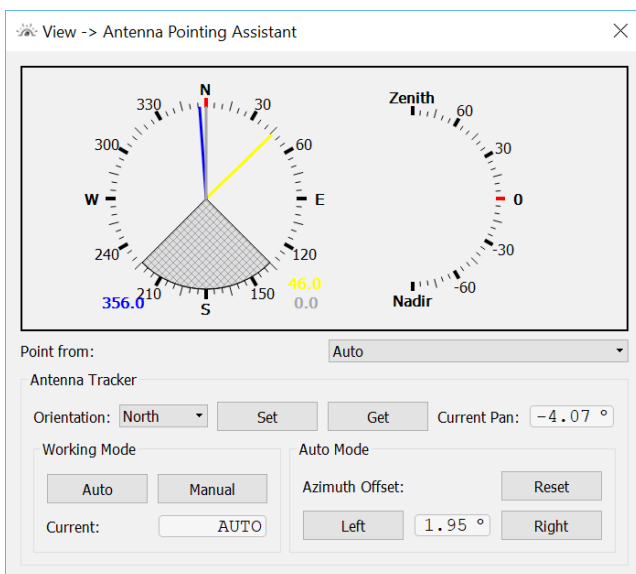 View -> Antenna Pointing Assistant
N
330
30
300
60
W
E
240
120
210
150
S
356.0
46.0
0.0
Zenith
60
30
0
-30
-60
Nadir
Point from:
Auto
Antenna Tracker
Orientation: North Set Get Current Pan: -4.07 °
Working Mode
Auto Manual
Current: AUTO
Auto Mode
Azimuth Offset: Reset
Left 1.95 ° Right